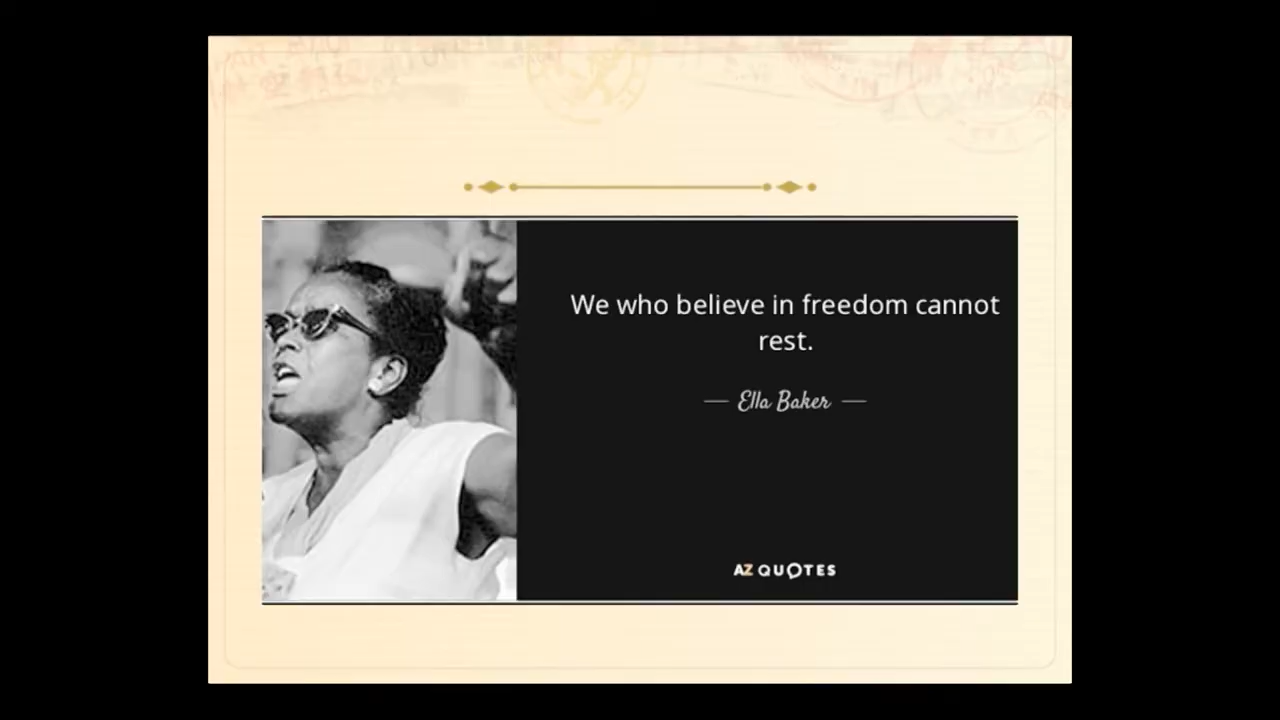 We who believe in freedom cannot
rest.
— Ella Baker —
AZ QUOTES